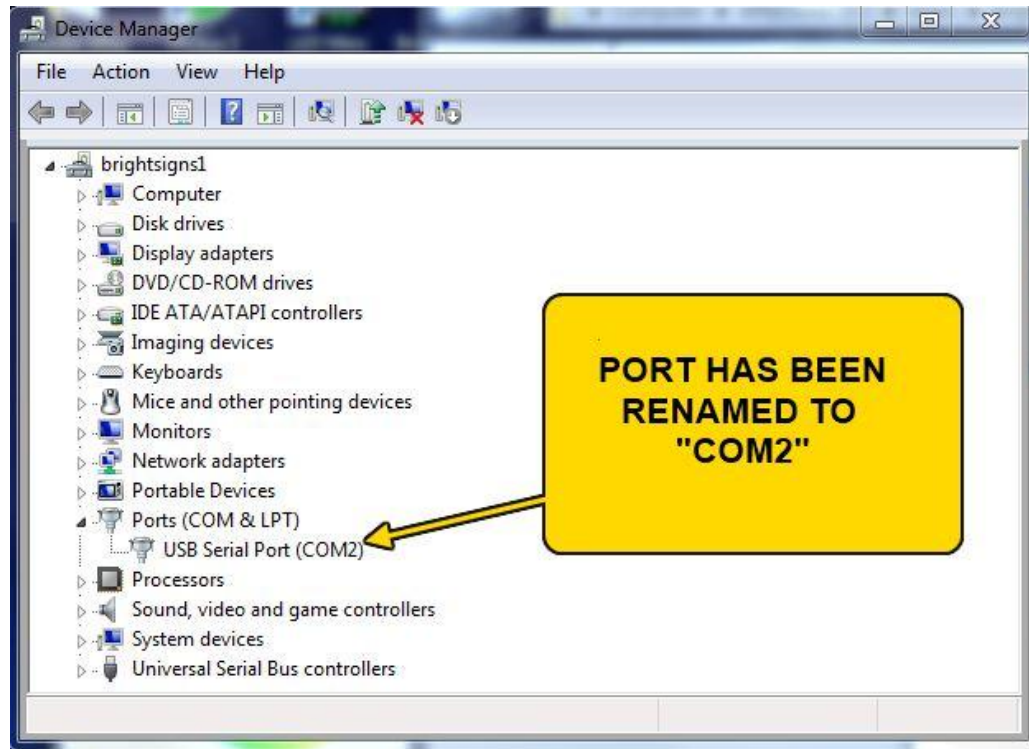 Device Manager
File Action View Help
brightsigns1
Computer
Disk drives
Display adapters
DVD/CD-ROM drives
IDE ATA/ATAPI controllers
Imaging devices
Keyboards
Mice and other pointing devices
Monitors
Network adapters
Portable Devices
Ports (COM & LPT)
USB Serial Port (COM2)
Processors
Sound, video and game controllers
System devices
Universal Serial Bus controllers
PORT HAS BEEN
RENAMED TO
"COM2"